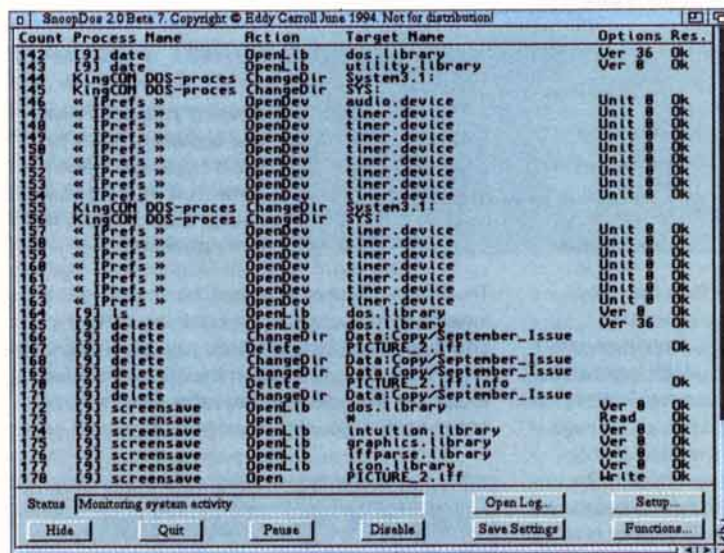 SnoopDos 2.0 Beta 7. Copyright © Eddy Carroll June 1994. Not for distribution!
Count Process Name Action Target Name Options Res.
142 [9] date OpenLib dos.library Ver 36 Ok
143 [9] date OpenLib utility.library Ver 0 Ok
144 KingCOM DOS-proces ChangeDir System3.1:
145 KingCOM DOS-proces ChangeDir SYS:
146 « IPrefs » OpenDev audio.device Unit 0 Ok
147 « IPrefs » OpenDev timer.device Unit 0 Ok
148 « IPrefs » OpenDev timer.device Unit 0 Ok
149 « IPrefs » OpenDev timer.device Unit 0 Ok
150 « IPrefs » OpenDev timer.device Unit 0 Ok
151 « IPrefs » OpenDev timer.device Unit 0 Ok
152 « IPrefs » OpenDev timer.device Unit 0 Ok
153 « IPrefs » OpenDev timer.device Unit 0 Ok
154 « IPrefs » OpenDev timer.device Unit 0 Ok
155 KingCOM DOS-proces ChangeDir System3.1:
156 KingCOM DOS-proces ChangeDir SYS:
157 « IPrefs » OpenDev timer.device Unit 0 Ok
158 « IPrefs » OpenDev timer.device Unit 0 Ok
159 « IPrefs » OpenDev timer.device Unit 0 Ok
160 « IPrefs » OpenDev timer.device Unit 0 Ok
161 « IPrefs » OpenDev timer.device Unit 0 Ok
162 « IPrefs » OpenDev timer.device Unit 0 Ok
163 « IPrefs » OpenDev timer.device Unit 0 Ok
164 [9] ls OpenLib dos.library Ver 0 Ok
165 [9] delete OpenLib dos.library Ver 36 Ok
166 [9] delete ChangeDir Data:Copy/September_Issue
167 [9] delete Delete PICTURE_2.iff Ok
168 [9] delete ChangeDir Data:Copy/September_Issue
169 [9] delete ChangeDir Data:Copy/September_Issue
170 [9] delete Delete PICTURE_2.iff.info Ok
171 [9] delete ChangeDir Data:Copy/September_Issue
172 [9] screensave OpenLib dos.library Ver 0 Ok
173 [9] screensave Open Read Ok
174 [9] screensave OpenLib intuition.library Ver 0 Ok
175 [9] screensave OpenLib graphics.library Ver 0 Ok
176 [9] screensave OpenLib iffparse.library Ver 0 Ok
177 [9] screensave OpenLib icon.library Ver 0 Ok
178 [9] screensave Open PICTURE_2.iff Write Ok
Status Monitoring system activity Open Log... Setup...
Hide Quit Pause Disable Save Settings Functions...